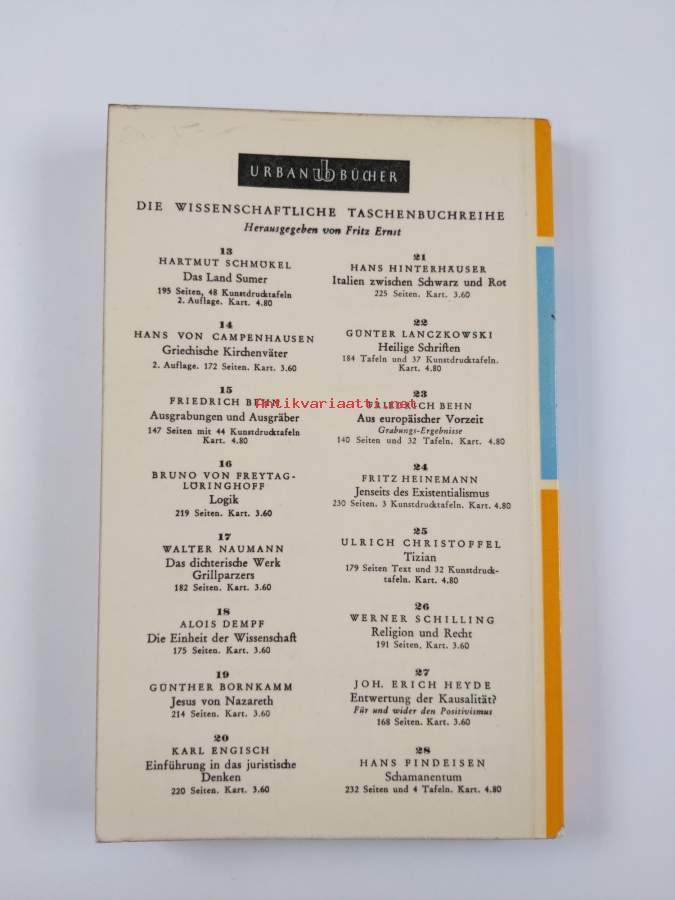 URBAN ub BÜCHER
DIE WISSENSCHAFTLICHE TASCHENBUCHREIHE
Herausgegeben von Fritz Ernst
13
HARTMUT SCHMÖKEL
Das Land Sumer
195 Seiten, 48 Kunstdrucktafeln
2. Auflage. Kart. 4.80
14
HANS VON CAMPENHAUSEN
Griechische Kirchenväter
2. Auflage. 172 Seiten. Kart. 3.60
15
FRIEDRICH BEHN
Ausgrabungen und Ausgräber
147 Seiten mit 44 Kunstdrucktafeln
Kart. 4.80
16
BRUNO VON FREYTAG-
LÖRINGHOFF
Logik
219 Seiten. Kart. 3.60
17
WALTER NAUMANN
Das dichterische Werk
Grillparzers
182 Seiten. Kart. 3.60
18
ALOIS DEMPF
Die Einheit der Wissenschaft
175 Seiten. Kart. 3.60
19
GÜNTHER BORNKAMM
Jesus von Nazareth
214 Seiten. Kart. 3.60
20
KARL ENGISCH
Einführung in das juristische
Denken
220 Seiten. Kart. 3.60
21
HANS HINTERHÄUSER
Italien zwischen Schwarz und Rot
225 Seiten. Kart. 3.60
22
GÜNTER LANCZKOWSKI
Heilige Schriften
184 Tafeln und 37 Kunstdrucktafeln.
Kart. 4.80
23
FRIEDRICH BEHN
Aus europäischer Vorzeit
Grabungs-Ergebnisse
140 Seiten und 32 Tafeln. Kart. 4.80
24
FRITZ HEINEMANN
Jenseits des Existentialismus
230 Seiten. 3 Kunstdrucktafeln. Kart. 4.80
25
ULRICH CHRISTOFFEL
Tizian
179 Seiten Text und 32 Kunstdruck-
tafeln. Kart. 4.80
26
WERNER SCHILLING
Religion und Recht
191 Seiten, Kart. 3.60
27
JOH. ERICH HEYDE
Entwertung der Kausalität?
Für und wider den Positivismus
168 Seiten. Kart. 3.60
28
HANS FINDEISEN
Schamanentum
232 Seiten und 4 Tafeln. Kart. 4.80
Antikvariaatti.net